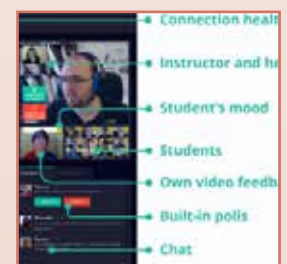 Connection healt
Instructor and he
Student's mood
Students
Own video feedb
Built-in polls
Chat